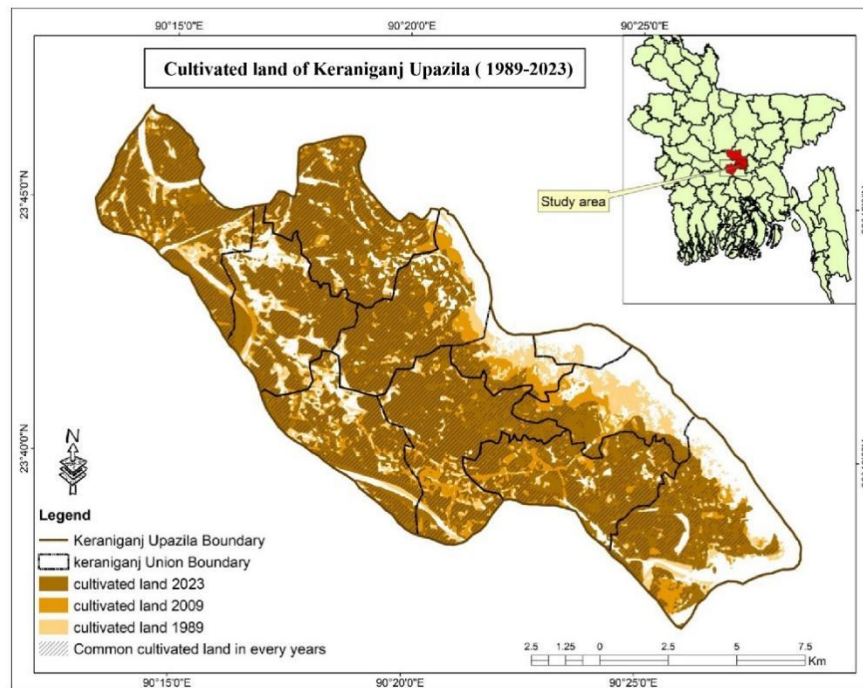 90°15'0"E 90°20'0"E 90°25'0"E
Cultivated land of Keraniganj Upazila ( 1989-2023)
Study area
23°45'0"N
23°40'0"N
N
Legend
Keraniganj Upazila Boundary
keraniganj Union Boundary
cultivated land 2023
cultivated land 2009
cultivated land 1989
Common cultivated land in every years
2.5 1.25 0 2.5 5 7.5
Km
90°15'0"E 90°20'0"E 90°25'0"E